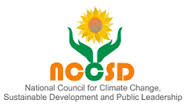 NCCSD
National Council for Climate Change,
Sustainable Development and Public Leadership